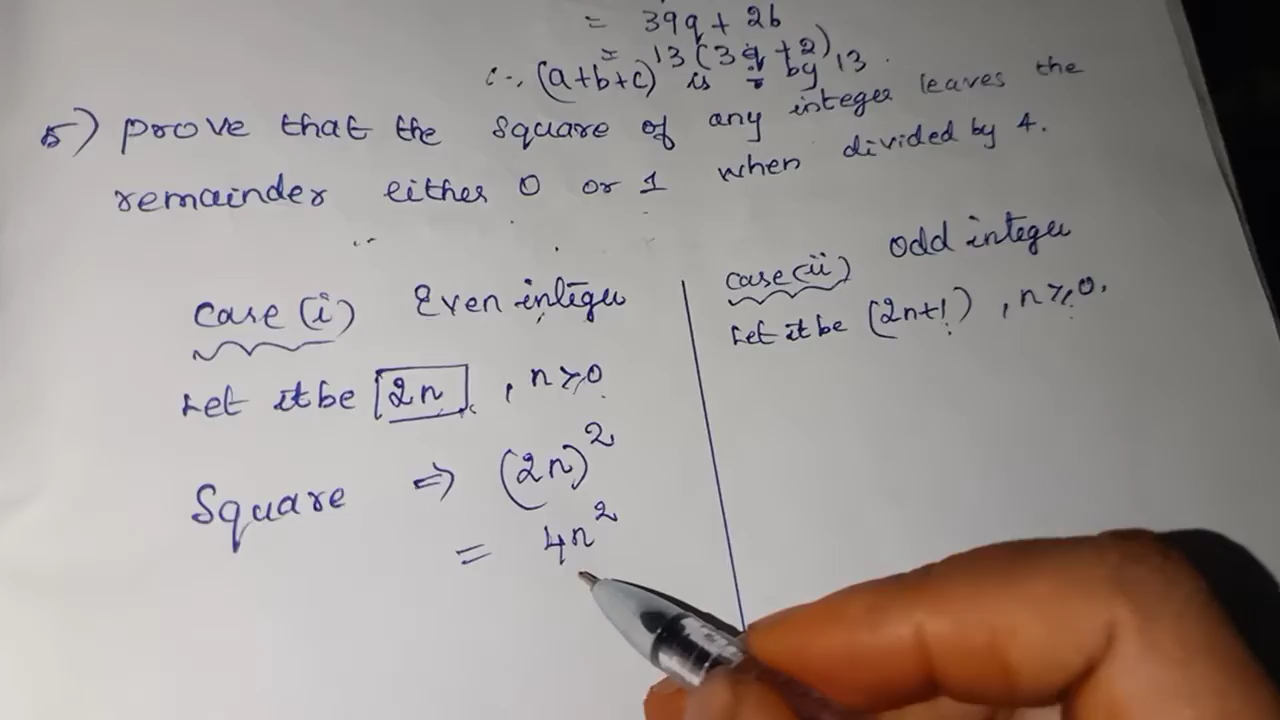 = 39q + 26
= 13(3q+2)
∴ (a+b+c) is ÷ by 13.
5) prove that the square of any integer leaves the
remainder either 0 or 1 when divided by 4.
case (i) Even integer
Let it be 2n, n ≥ 0
Square ⇒ (2n)²
= 4n²
case (ii) Odd integer
Let it be (2n+1), n ≥ 0.